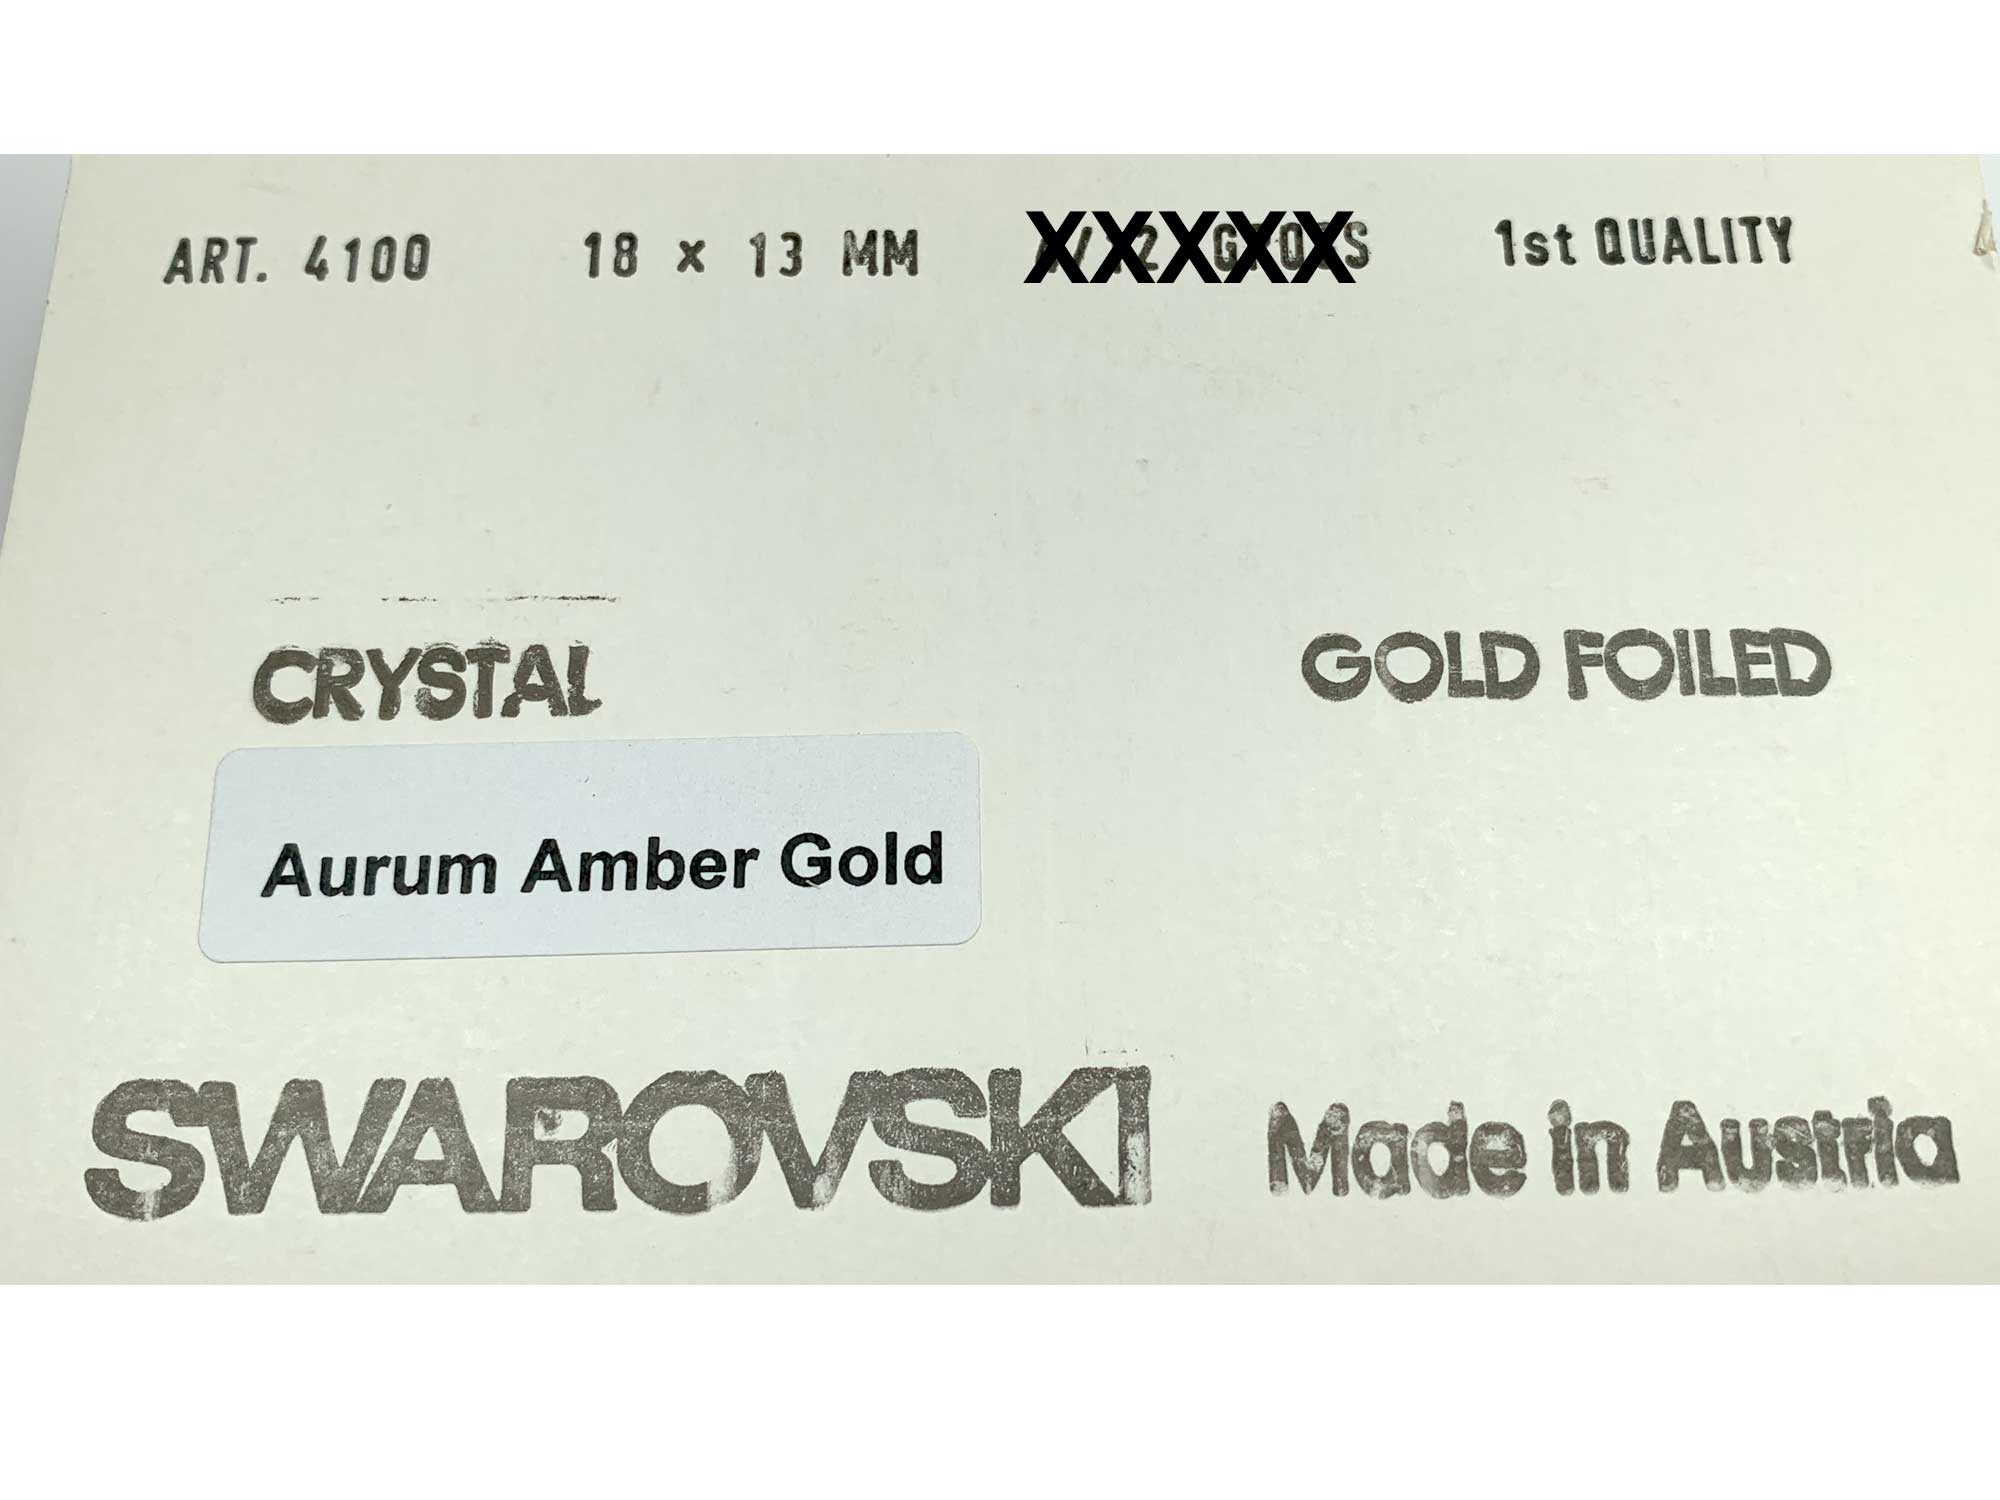 ART. 4100 18 x 13 MM XXXXX 1st QUALITY
CRYSTAL GOLD FOILED
Aurum Amber Gold
SWAROVSKI Made in Austria